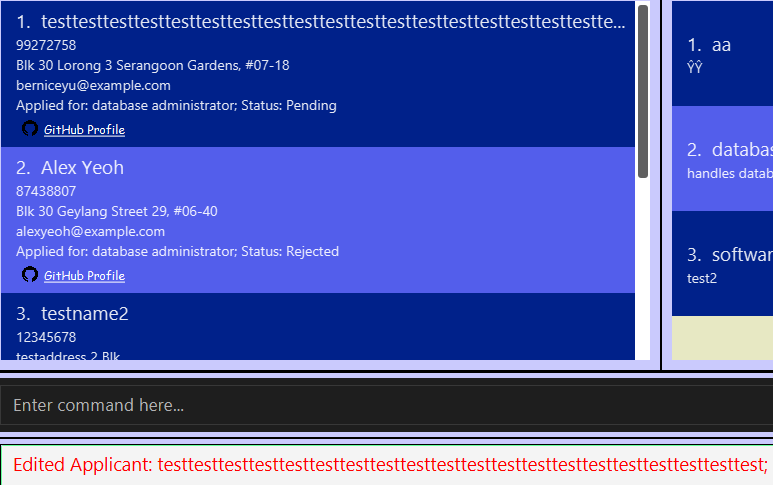 1. testtesttesttesttesttesttesttesttesttesttesttesttesttesttesttestte...
99272758
Blk 30 Lorong 3 Serangoon Gardens, #07-18
berniceyu@example.com
Applied for: database administrator; Status: Pending
GitHub Profile
2. Alex Yeoh
87438807
Blk 30 Geylang Street 29, #06-40
alexyeoh@example.com
Applied for: database administrator; Status: Rejected
GitHub Profile
3. testname2
12345678
testaddress 2 Blk
1. aa
ŶŶ
2. databas
handles datab
3. softwar
test2
Enter command here...
Edited Applicant: testtesttesttesttesttesttesttesttesttesttesttesttesttesttesttesttest;